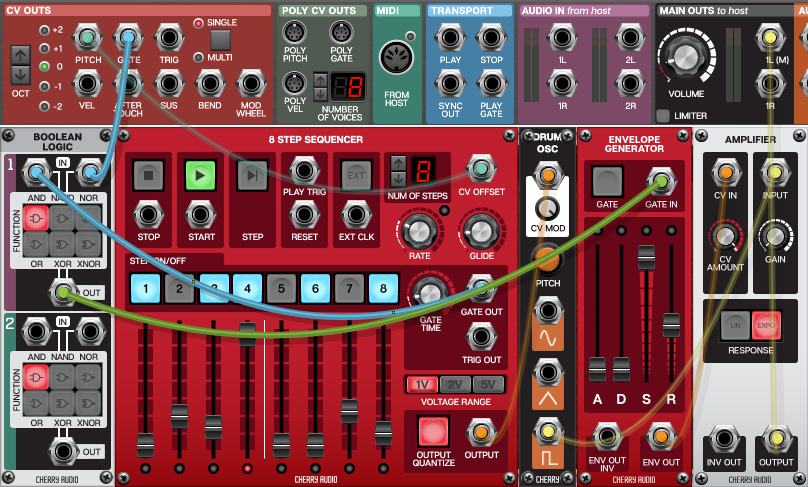 CV OUTS
+2
+1
0
-1
-2
OCT
PITCH
GATE
TRIG
SINGLE
MULTI
VEL
AFTER
TOUCH
SUS
BEND
MOD
WHEEL
POLY CV OUTS
POLY
PITCH
POLY
GATE
POLY
VEL
8
NUMBER
OF VOICES
MIDI
FROM
HOST
TRANSPORT
PLAY
STOP
SYNC
OUT
PLAY
GATE
AUDIO IN from host
1L
2L
1R
2R
MAIN OUTS to host
VOLUME
LIMITER
1L (M)
1R
BOOLEAN
LOGIC
1
IN
AND NAND NOR
FUNCTION
OR XOR XNOR
OUT
2
IN
AND NAND NOR
FUNCTION
OR XOR XNOR
OUT
CHERRY AUDIO
8 STEP SEQUENCER
PLAY TRIG
EXT
8
NUM OF STEPS
CV OFFSET
STOP
START
STEP
RESET
EXT CLK
RATE
GLIDE
STEP ON/OFF
1 2 3 4 5 6 7 8
GATE
TIME
GATE OUT
TRIG OUT
1V 2V 5V
VOLTAGE RANGE
OUTPUT
QUANTIZE
OUTPUT
CHERRY AUDIO
DRUM
OSC
CV MOD
PITCH
CHERRY
ENVELOPE
GENERATOR
GATE
GATE IN
A D S R
ENV OUT
INV
ENV OUT
CHERRY AUDIO
AMPLIFIER
CV IN
INPUT
CV
AMOUNT
GAIN
LIN
EXPO
RESPONSE
INV OUT
OUTPUT
CHERRY AUDIO